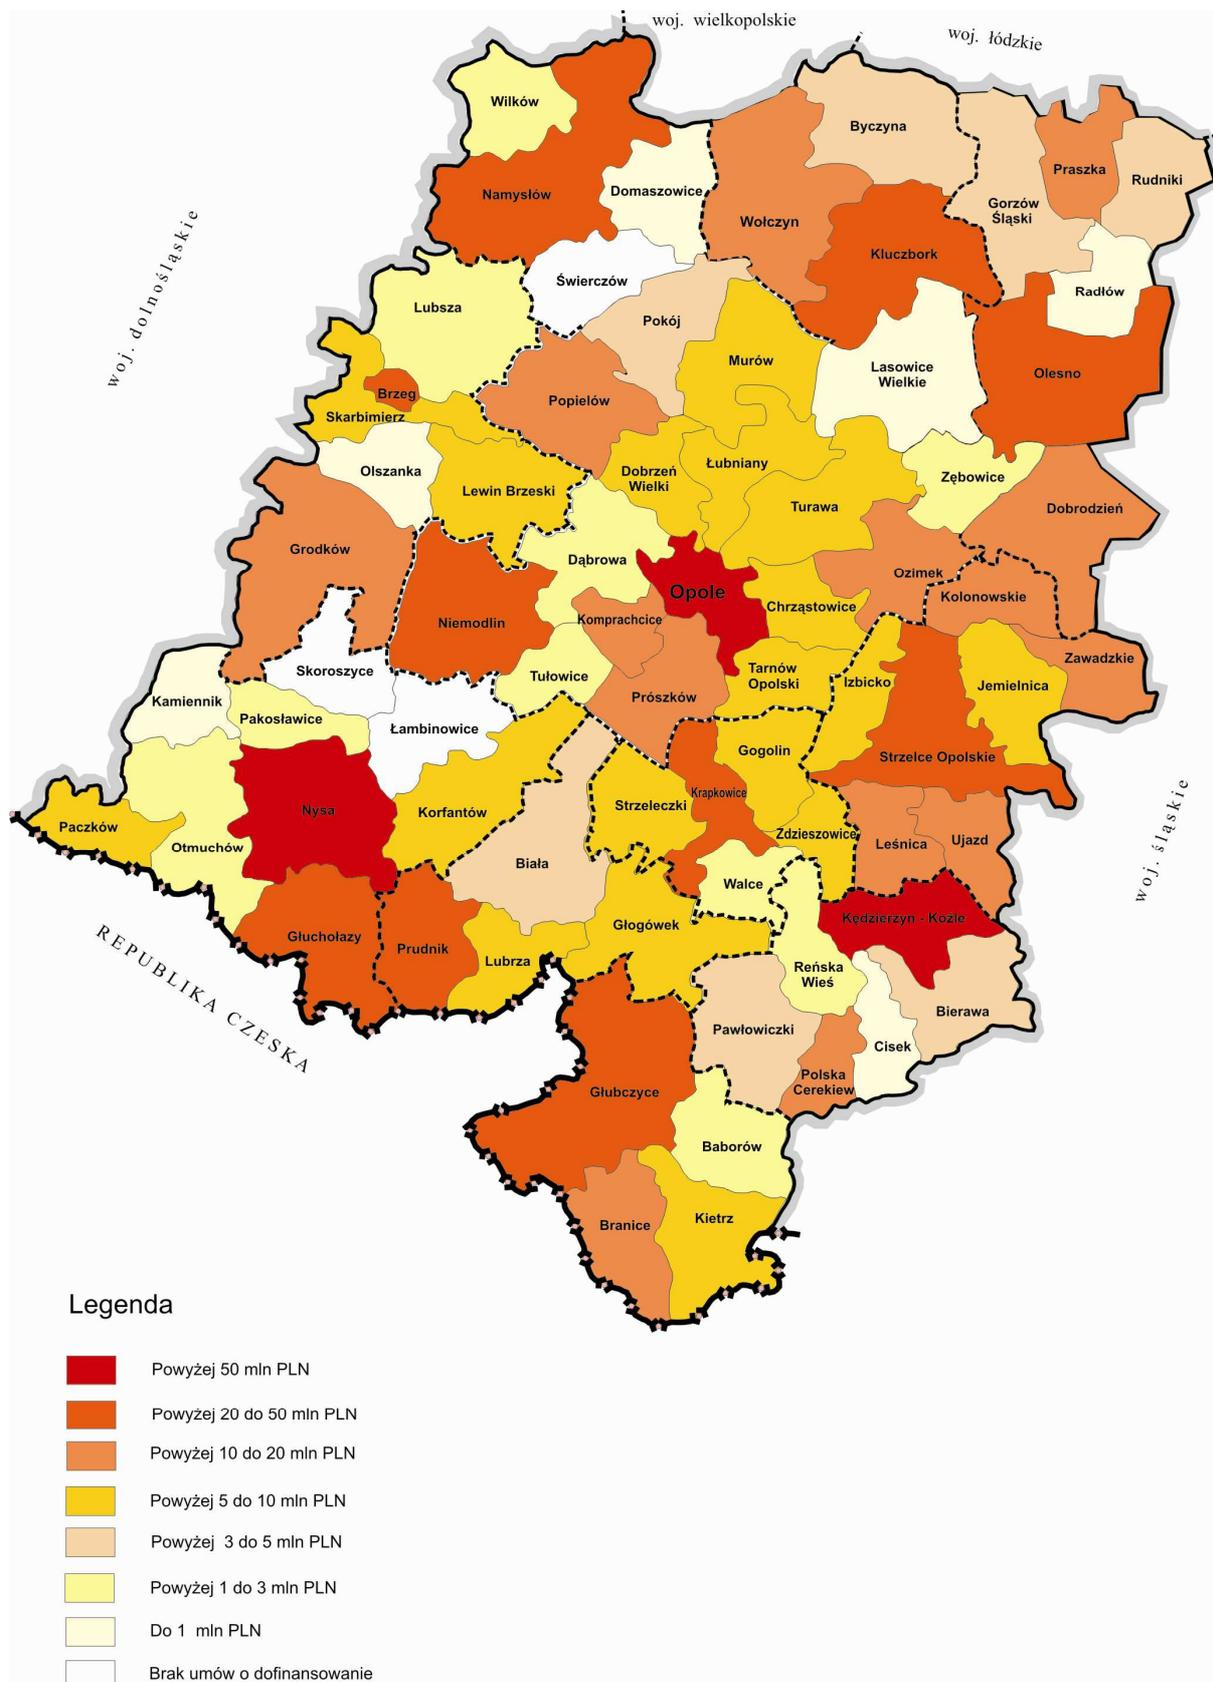 woj. wielkopolskie
woj. łódzkie
Wilków
Byczyna
Praszka
Rudniki
Namysłów
Domaszowice
Gorzów
Śląski
Wołczyn
Kluczbork
woj. dolnośląskie
Świerczów
Radłów
Lubsza
Pokój
Murów
Lasowice
Wielkie
Olesno
Brzeg
Popielów
Skarbimierz
Olszanka
Łubniany
Dobrzeń
Wielki
Zębowice
Lewin Brzeski
Turawa
Dobrodzień
Grodków
Dąbrowa
Ozimek
Opole
Kolonowskie
Chrząstowice
Niemodlin
Komprachcice
Zawadzkie
Skoroszyce
Tułowice
Tarnów
Opolski
Izbicko
Jemielnica
Kamiennik
Prószków
Pakosławice
Łambinowice
Gogolin
Strzelce Opolskie
Krapkowice
Strzeleczki
Nysa
Korfantów
Paczków
Zdzieszowice
Leśnica
Ujazd
Otmuchów
Biała
Walce
woj. śląskie
Kędzierzyn - Koźle
Głogówek
Głuchołazy
Prudnik
Lubrza
Reńska
Wieś
REPUBLIKA CZESKA
Bierawa
Pawłowiczki
Cisek
Polska
Cerekiew
Głubczyce
Baborów
Branice
Kietrz
Legenda
Powyżej 50 mln PLN
Powyżej 20 do 50 mln PLN
Powyżej 10 do 20 mln PLN
Powyżej 5 do 10 mln PLN
Powyżej 3 do 5 mln PLN
Powyżej 1 do 3 mln PLN
Do 1 mln PLN
Brak umów o dofinansowanie